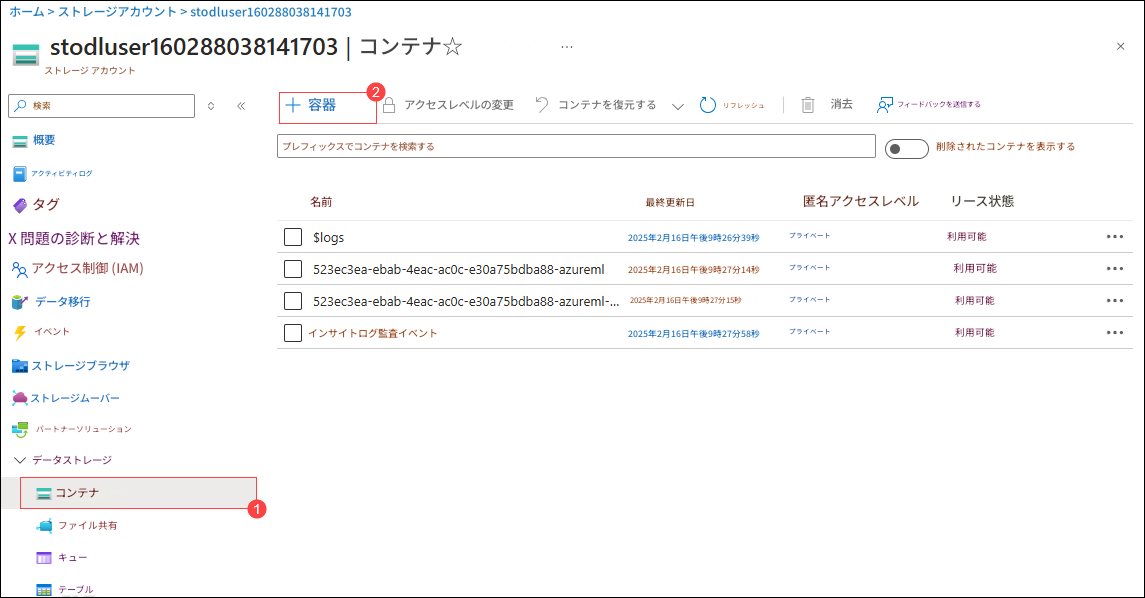 ホーム > ストレージアカウント > stodluser160288038141703
stodluser160288038141703 | コンテナ☆ ... ×
ストレージ アカウント
検索
概要
アクティビティログ
タグ
X 問題の診断と解決
アクセス制御 (IAM)
データ移行
イベント
ストレージブラウザ
ストレージムーバー
パートナーソリューション
データストレージ
コンテナ
1
ファイル共有
キュー
テーブル
+ 容器 2 アクセスレベルの変更 コンテナを復元する リフレッシュ 消去 フィードバックを送信する
プレフィックスでコンテナを検索する 削除されたコンテナを表示する
名前 最終更新日 匿名アクセスレベル リース状態
$logs 2025年2月16日午後9時26分39秒 プライベート 利用可能 •••
523ec3ea-ebab-4eac-ac0c-e30a75bdba88-azureml 2025年2月16日午後9時27分14秒 プライベート 利用可能 •••
523ec3ea-ebab-4eac-ac0c-e30a75bdba88-azureml-... 2025年2月16日午後9時27分15秒 プライベート 利用可能 •••
インサイトログ監査イベント 2025年2月16日午後9時27分58秒 プライベート 利用可能 •••